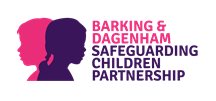 BARKING &
DAGENHAM
SAFEGUARDING
CHILDREN
PARTNERSHIP